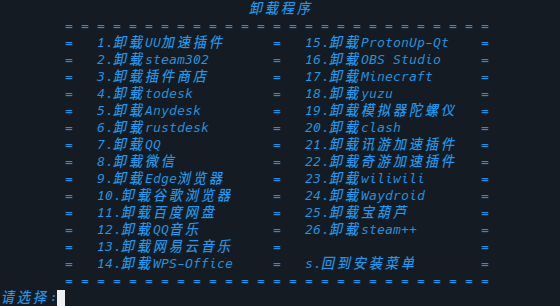 卸载程序
= = = = = = = = = = = = = = = = = = = = = = = = = = =
= 1.卸载UU加速插件 = 15.卸载ProtonUp-Qt =
= 2.卸载steam302 = 16.卸载OBS Studio =
= 3.卸载插件商店 = 17.卸载Minecraft =
= 4.卸载todesk = 18.卸载yuzu =
= 5.卸载Anydesk = 19.卸载模拟器陀螺仪 =
= 6.卸载rustdesk = 20.卸载clash =
= 7.卸载QQ = 21.卸载讯游加速插件 =
= 8.卸载微信 = 22.卸载奇游加速插件 =
= 9.卸载Edge浏览器 = 23.卸载wiliwili =
= 10.卸载谷歌浏览器 = 24.卸载Waydroid =
= 11.卸载百度网盘 = 25.卸载宝葫芦 =
= 12.卸载QQ音乐 = 26.卸载steam++ =
= 13.卸载网易云音乐 = =
= 14.卸载WPS-Office = s.回到安装菜单 =
= = = = = = = = = = = = = = = = = = = = = = = = = = =
请选择: